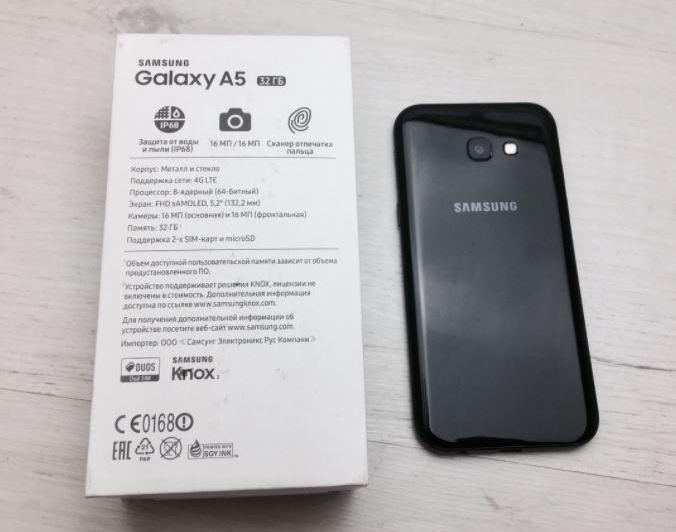 SAMSUNG
Galaxy A5 32 ГБ
IP68
Защита от воды
и пыли (IP68)
16 МП / 16 МП
Сканер отпечатка
пальца
Корпус: Металл и стекло
Поддержка сети: 4G LTE
Процессор: 8-ядерный (64-битный)
Экран: FHD sAMOLED, 5,2" (132,2 мм)
Камеры: 16 МП (основная) и 16 МП (фронтальная)
Память: 32 ГБ¹
Поддержка 2-х SIM-карт и microSD
¹Объем доступной пользовательской памяти зависит от объема
предустановленного ПО.
²Устройство поддерживает решения KNOX, лицензии не
включены в стоимость. Дополнительная информация
доступна по ссылке www.samsungknox.com.
Для получения дополнительной информации об
устройстве посетите веб-сайт www.samsung.com.
Импортер: ООО < Самсунг Электроникс Рус Компани >
DUOS
Dual SIM
SAMSUNG
Knox 2
CE0168
EAC
21
PAP
SOY INK
SAMSUNG